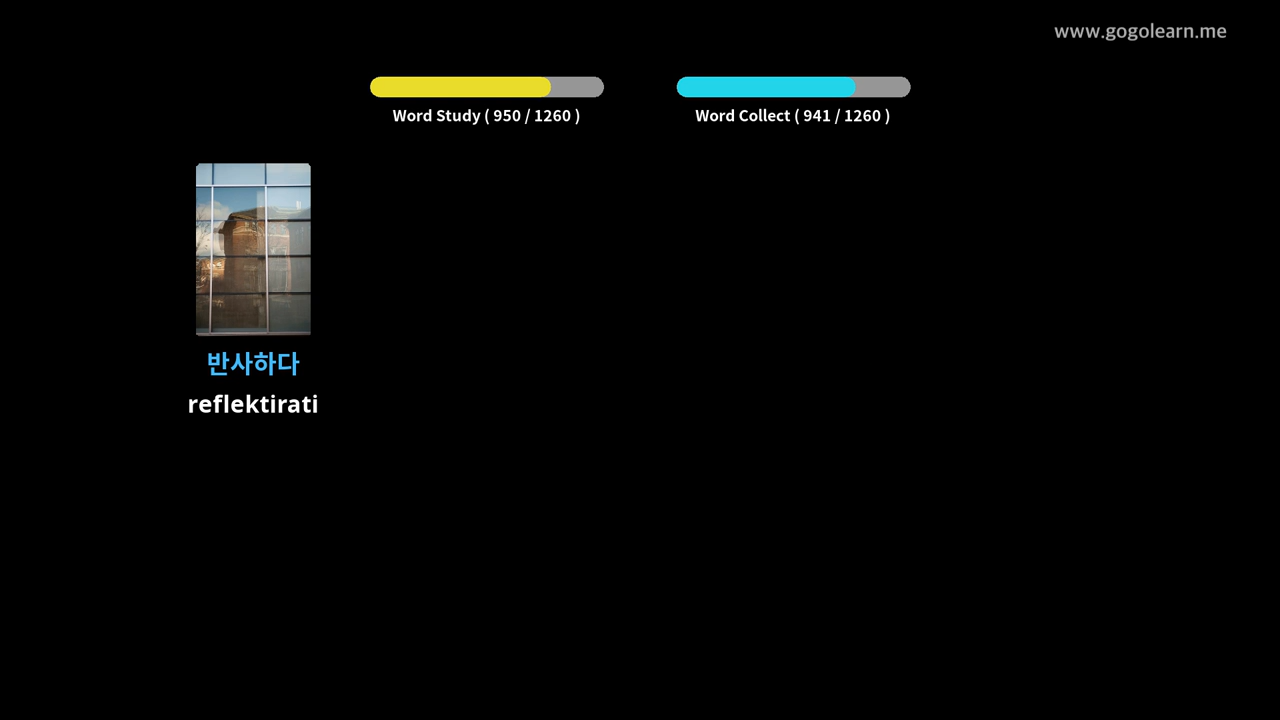 www.gogolearn.me
Word Study ( 950 / 1260 )
Word Collect ( 941 / 1260 )
반사하다
reflektirati